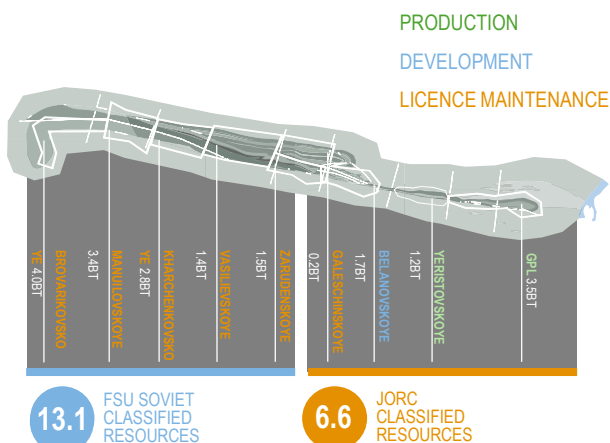 PRODUCTION
DEVELOPMENT
LICENCE MAINTENANCE
BROVARIKOVSKO
YE 4.0BT
MANUILOVSKOYE
3.4BT
KHARCHENKOVSKO
YE 2.8BT
VASILIEVSKOYE
1.4BT
ZARUDENSKOYE
1.5BT
GALESCHINSKOYE
0.2BT
BELANOVSKOYE
1.7BT
YERISTOVSKOYE
1.2BT
GPL 3.5BT
13.1
FSU SOVIET
CLASSIFIED
RESOURCES
6.6
JORC
CLASSIFIED
RESOURCES